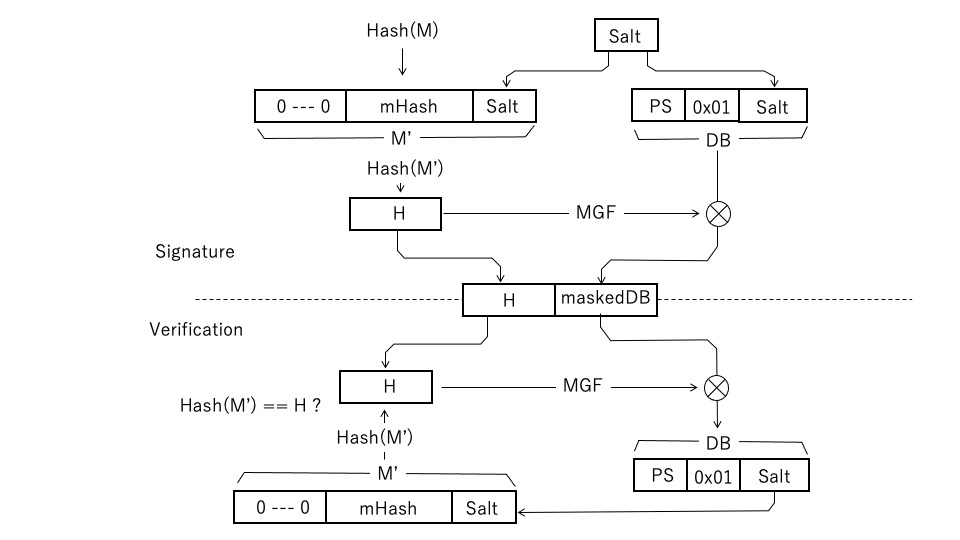 Hash(M)
Salt
0 --- 0 mHash Salt
PS 0x01 Salt
M’
DB
Hash(M’)
H
MGF
Signature
H maskedDB
Verification
H
MGF
Hash(M’) == H ?
Hash(M’)
DB
M’
PS 0x01 Salt
0 --- 0 mHash Salt